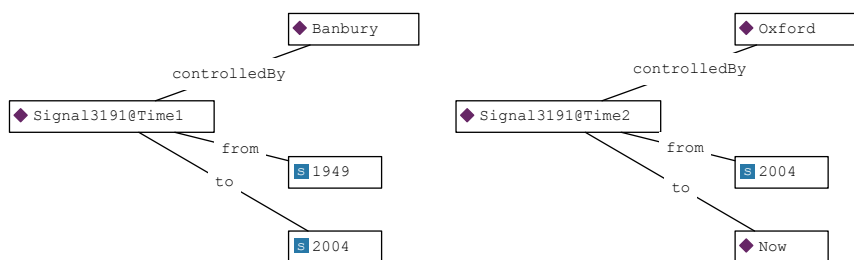 Banbury
controlledBy
Signal3191@Time1
from
S 1949
to
S 2004
Oxford
controlledBy
Signal3191@Time2
from
S 2004
to
Now